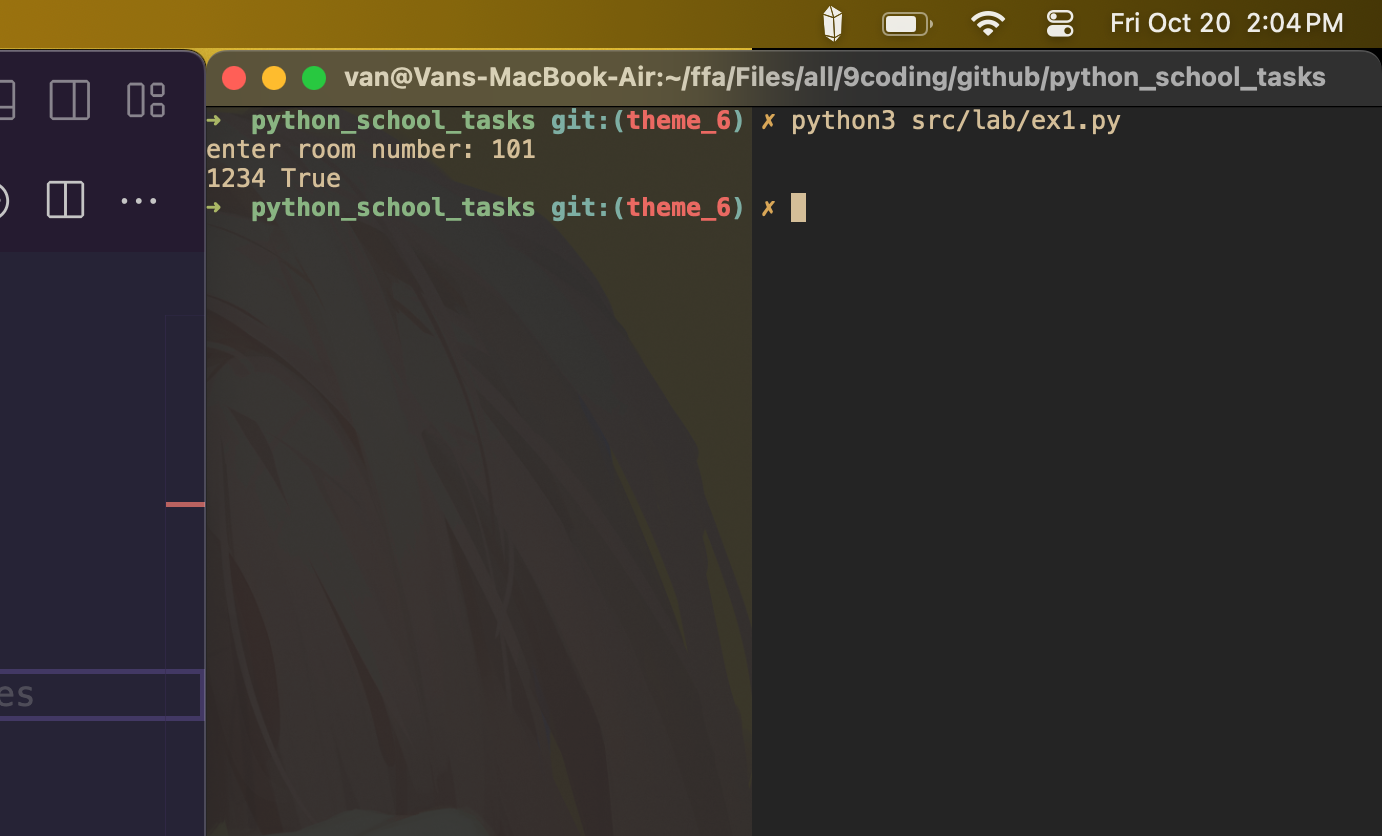 Fri Oct 20 2:04 PM
van@Vans-MacBook-Air:~/ffa/Files/all/9coding/github/python_school_tasks
➜ python_school_tasks git:(theme_6) ✗ python3 src/lab/ex1.py
enter room number: 101
1234 True
➜ python_school_tasks git:(theme_6) ✗
es